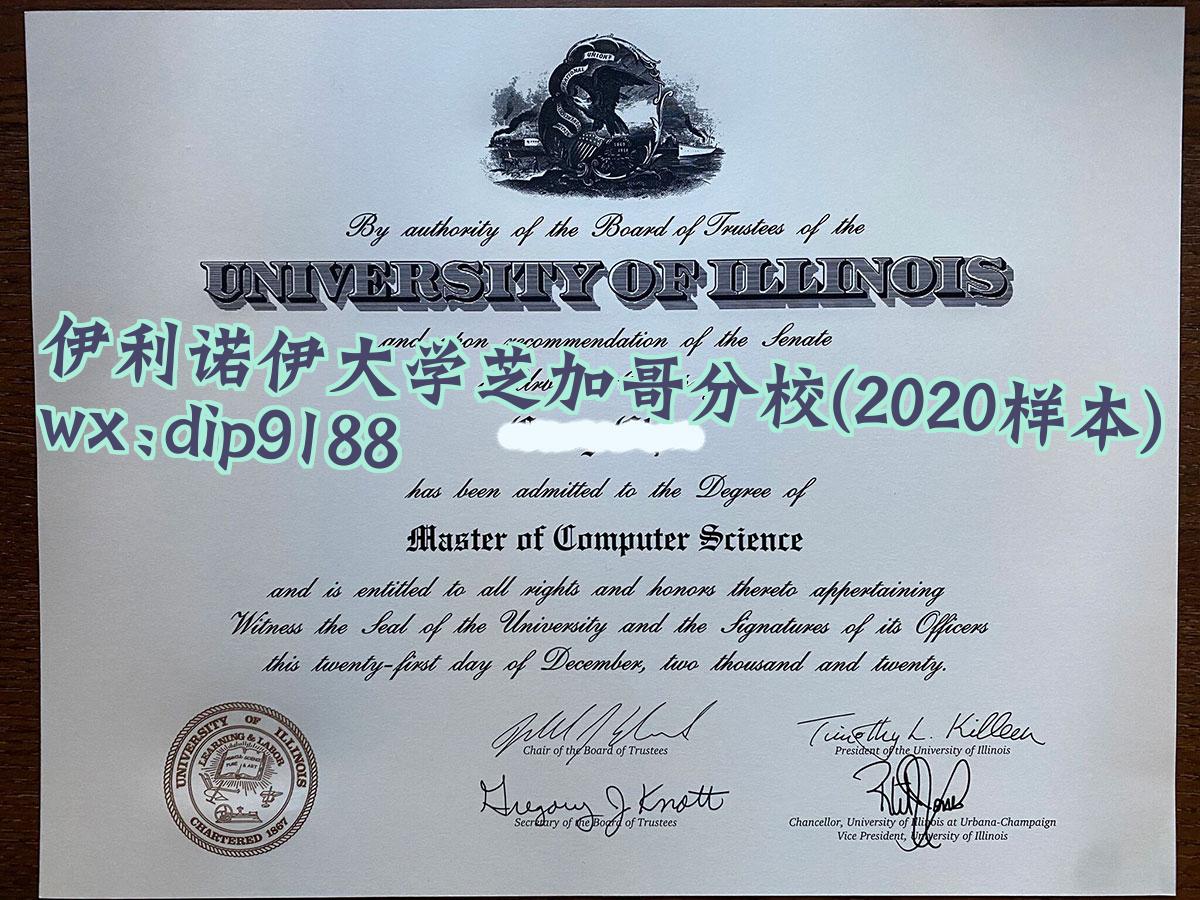 NATIONAL UNION
1868
1818
By authority of the Board of Trustees of the
UNIVERSITY OF ILLINOIS
and upon recommendation of the Senate
伊利诺伊大学芝加哥分校(2020样本)
wx:dip9188
has been admitted to the Degree of
Master of Computer Science
and is entitled to all rights and honors thereto appertaining
Witness the Seal of the University and the Signatures of its Officers
this twenty-first day of December, two thousand and twenty.
Chair of the Board of Trustees
Timothy L. Killeen
President of the University of Illinois
Gregory J Knott
Secretary of the Board of Trustees
Chancellor, University of Illinois at Urbana-Champaign
Vice President, University of Illinois
UNIVERSITY OF ILLINOIS
LEARNING & LABOR
CHARTERED 1867